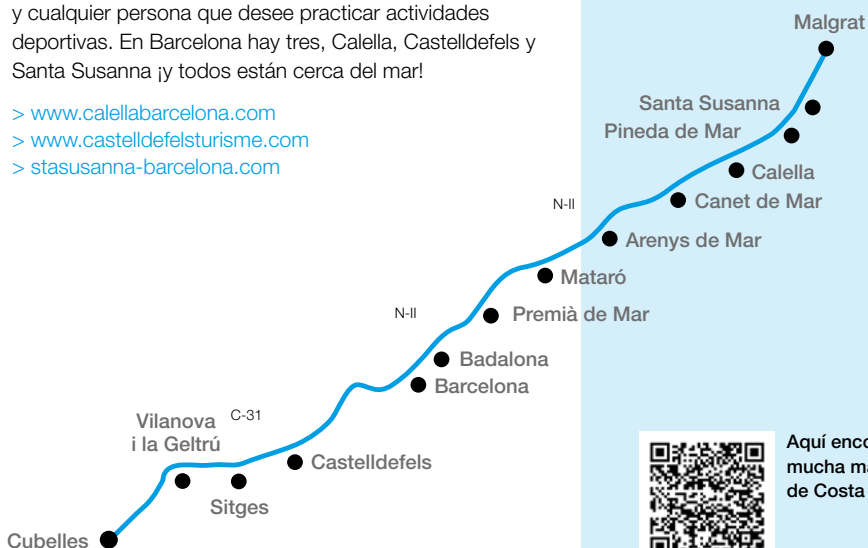 y cualquier persona que desee practicar actividades
deportivas. En Barcelona hay tres, Calella, Castelldefels y
Santa Susanna ¡y todos están cerca del mar!
> www.calellabarcelona.com
> www.castelldefelsturisme.com
> stasusanna-barcelona.com
Malgrat
Santa Susanna
Pineda de Mar
Calella
N-II
Canet de Mar
Arenys de Mar
Mataró
N-II
Premià de Mar
Badalona
Barcelona
Vilanova
i la Geltrú
C-31
Castelldefels
Sitges
Cubelles
Aquí enco
mucha ma
de Costa